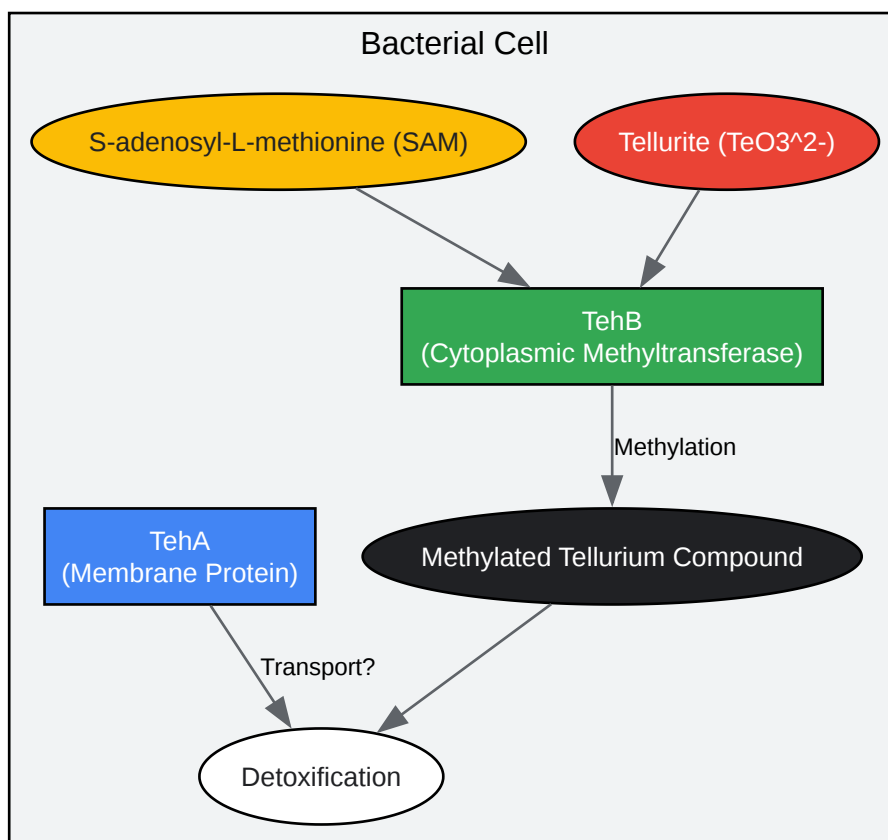 Bacterial Cell
S-adenosyl-L-methionine (SAM)
Tellurite (TeO3^2-)
TehB
(Cytoplasmic Methyltransferase)
Methylation
TehA
(Membrane Protein)
Methylated Tellurium Compound
Transport?
Detoxification